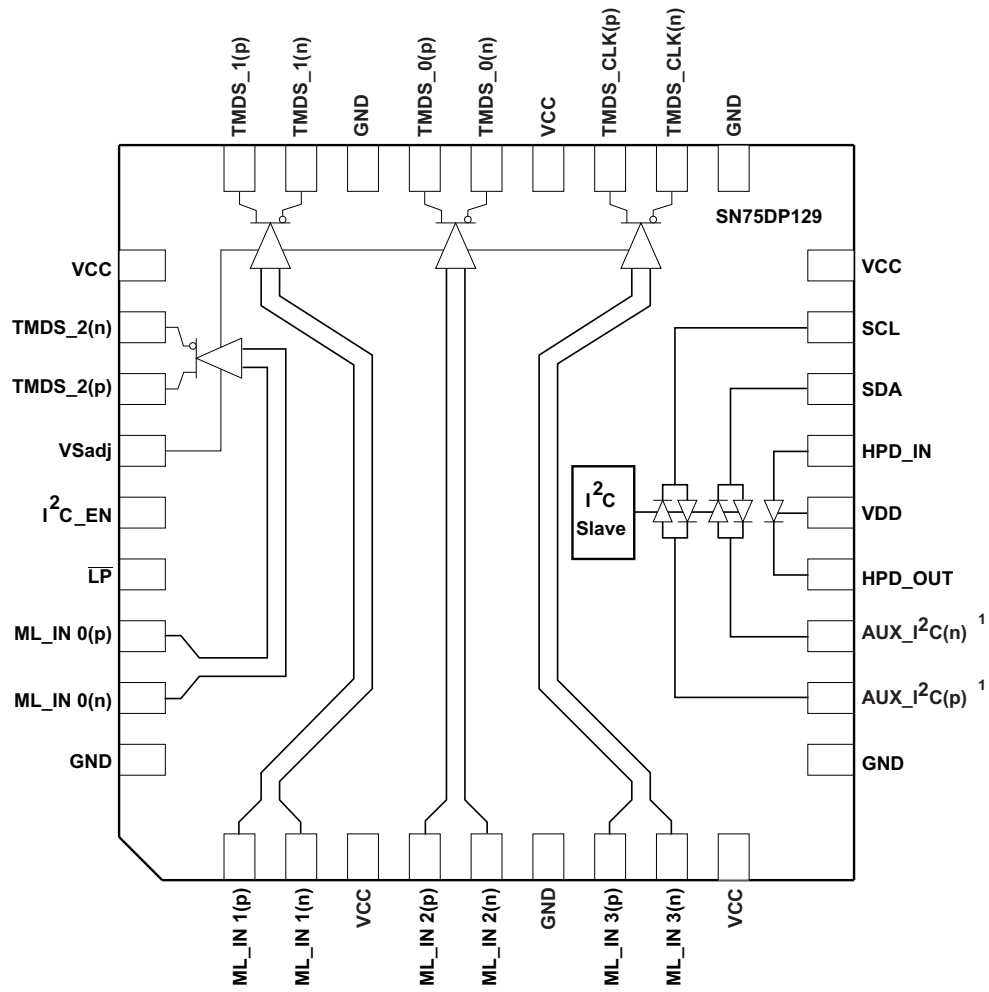 TMDS_1(p)
TMDS_1(n)
GND
TMDS_0(p)
TMDS_0(n)
VCC
TMDS_CLK(p)
TMDS_CLK(n)
GND
SN75DP129
VCC
TMDS_2(n)
TMDS_2(p)
VSadj
I²C_EN
L̅P̅
ML_IN 0(p)
ML_IN 0(n)
GND
I²C
Slave
VCC
SCL
SDA
HPD_IN
VDD
HPD_OUT
AUX_I²C(n) ¹
AUX_I²C(p) ¹
GND
ML_IN 1(p)
ML_IN 1(n)
VCC
ML_IN 2(p)
ML_IN 2(n)
GND
ML_IN 3(p)
ML_IN 3(n)
VCC